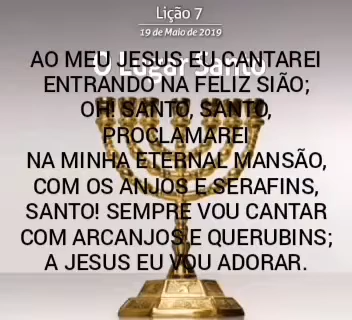 Lição 7
19 de Maio de 2019
O Lugar Santo
AO MEU JESUS EU CANTAREI
ENTRANDO NA FELIZ SIÃO;
OH! SANTO, SANTO,
PROCLAMAREI
NA MINHA ETERNAL MANSÃO,
COM OS ANJOS E SERAFINS,
SANTO! SEMPRE VOU CANTAR
COM ARCANJOS E QUERUBINS;
A JESUS EU VOU ADORAR.